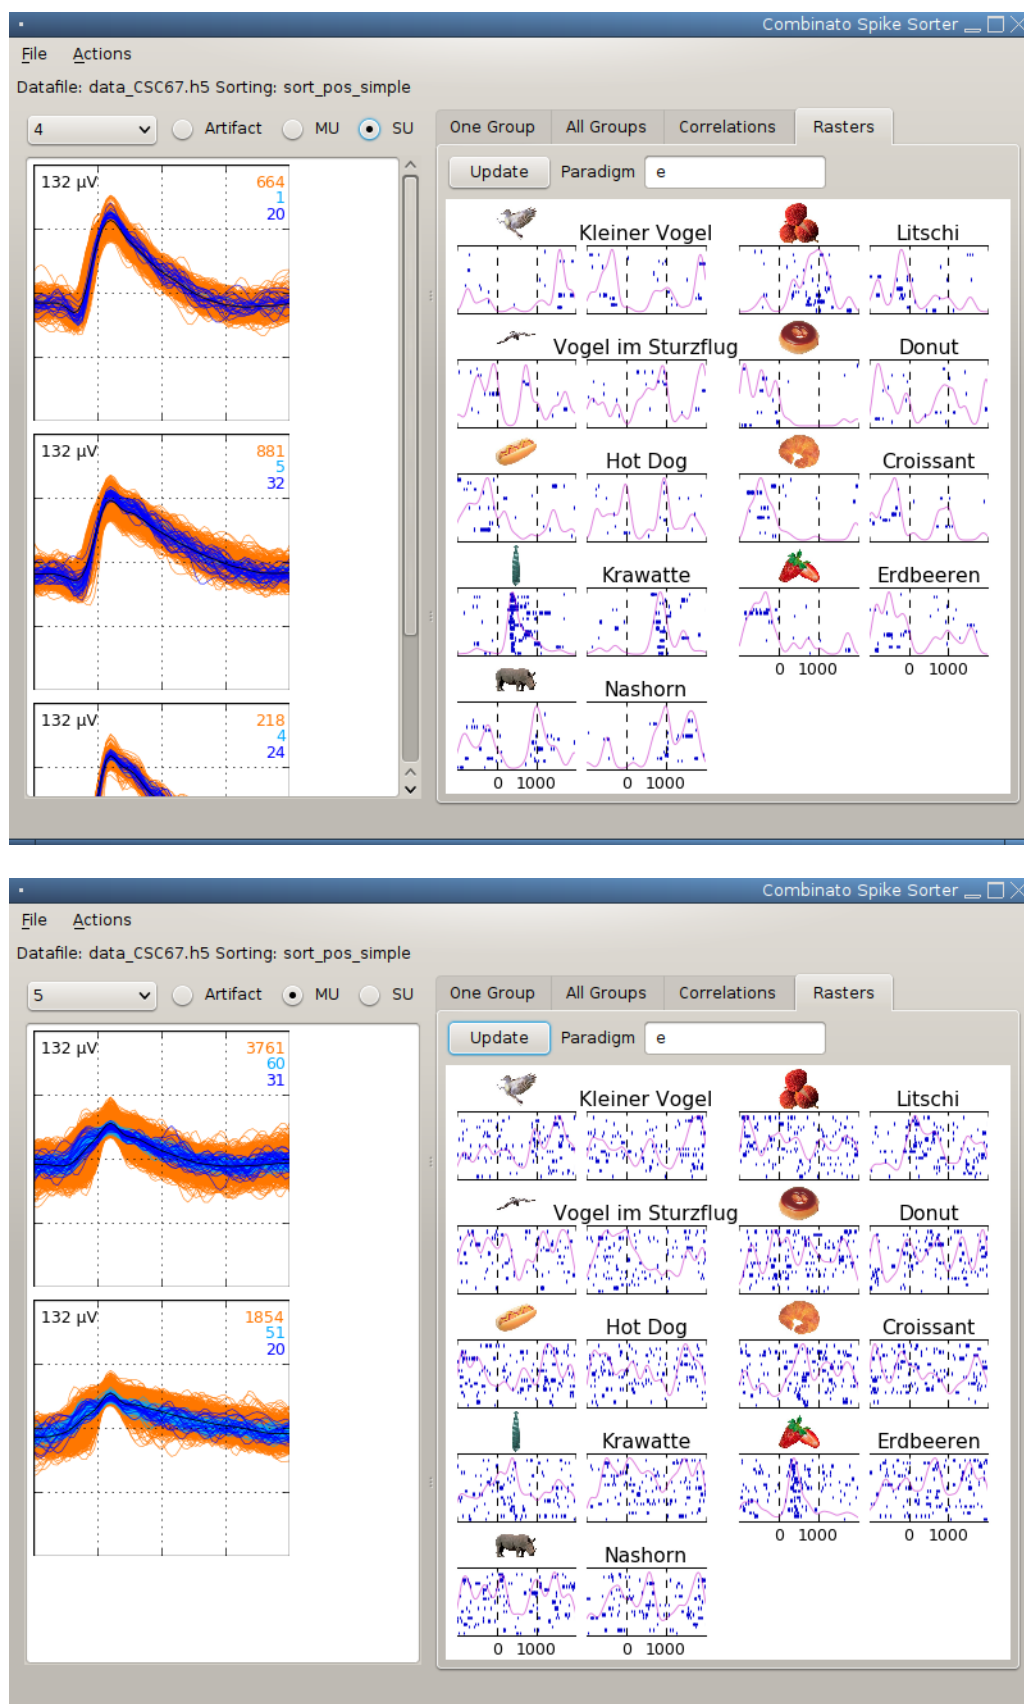 Combinato Spike Sorter
File Actions
Datafile: data_CSC67.h5 Sorting: sort_pos_simple
4 Artifact MU SU
One Group All Groups Correlations Rasters
Update Paradigm e
132 µV 664
1
20
132 µV 881
5
32
132 µV 218
4
24
Kleiner Vogel Litschi
Vogel im Sturzflug Donut
Hot Dog Croissant
Krawatte Erdbeeren
0 1000 0 1000
Nashorn
0 1000 0 1000
Combinato Spike Sorter
File Actions
Datafile: data_CSC67.h5 Sorting: sort_pos_simple
5 Artifact MU SU
One Group All Groups Correlations Rasters
Update Paradigm e
132 µV 3761
60
31
132 µV 1854
51
20
Kleiner Vogel Litschi
Vogel im Sturzflug Donut
Hot Dog Croissant
Krawatte Erdbeeren
0 1000 0 1000
Nashorn
0 1000 0 1000